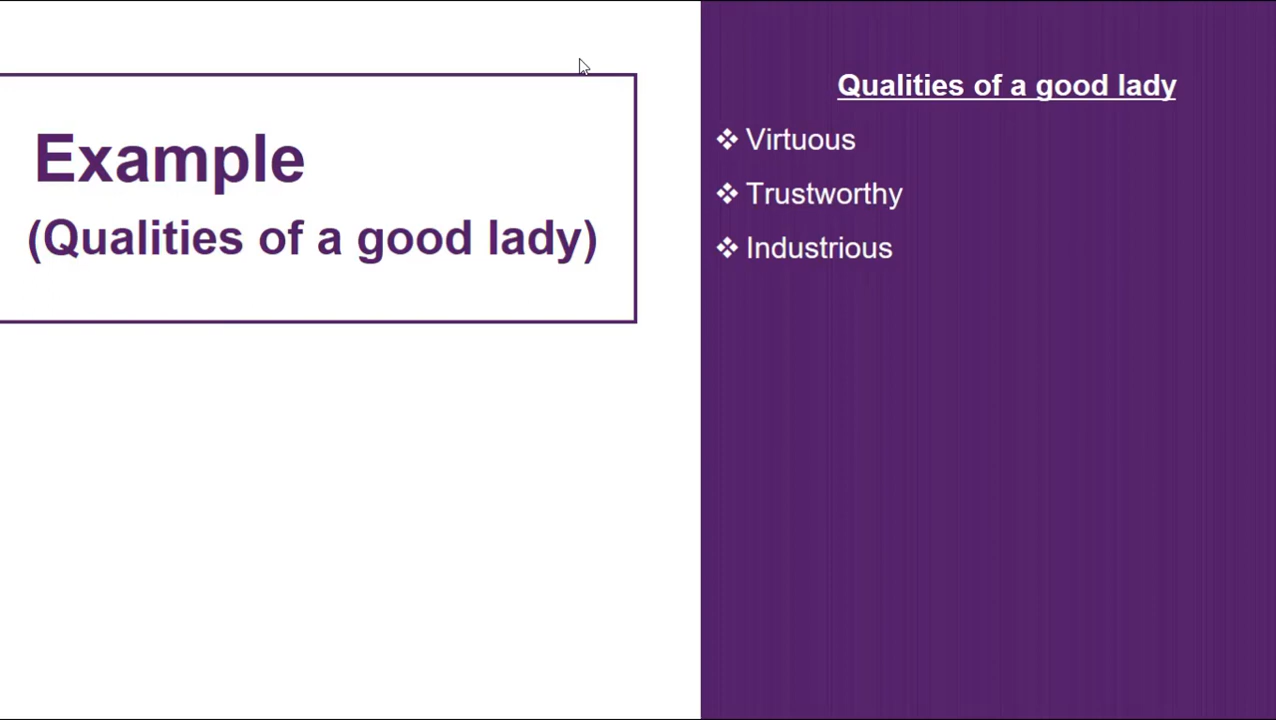 Example
(Qualities of a good lady)
Qualities of a good lady
❖ Virtuous
❖ Trustworthy
❖ Industrious